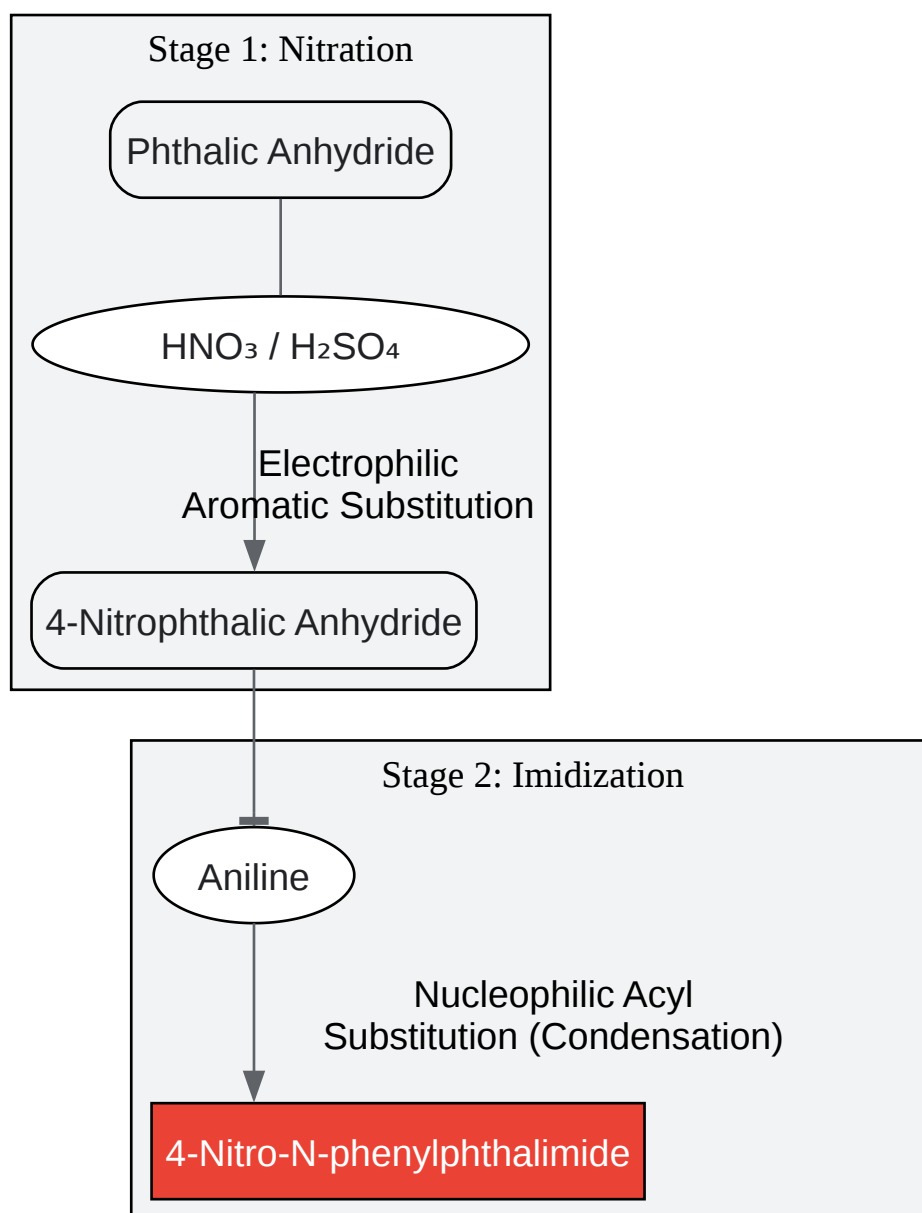 Stage 1: Nitration
Phthalic Anhydride
HNO₃ / H₂SO₄
Electrophilic
Aromatic Substitution
4-Nitrophthalic Anhydride
Stage 2: Imidization
Aniline
Nucleophilic Acyl
Substitution (Condensation)
4-Nitro-N-phenylphthalimide